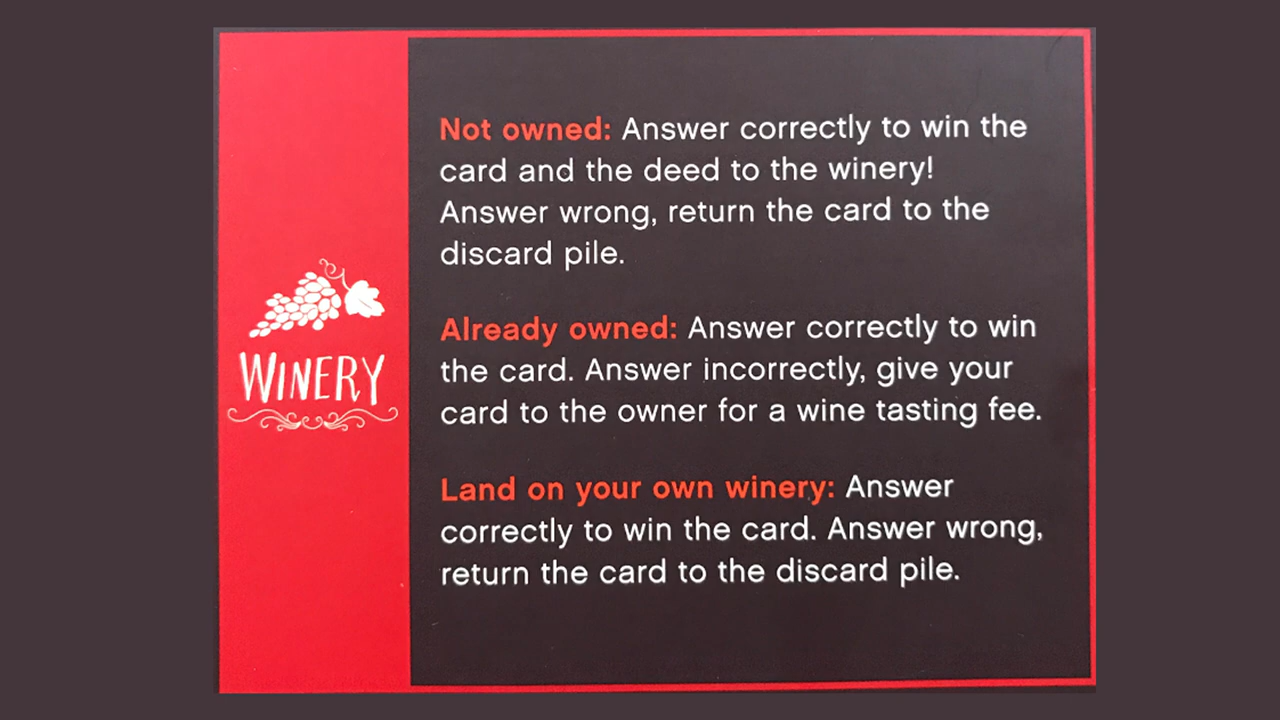 WINERY
Not owned: Answer correctly to win the
card and the deed to the winery!
Answer wrong, return the card to the
discard pile.
Already owned: Answer correctly to win
the card. Answer incorrectly, give your
card to the owner for a wine tasting fee.
Land on your own winery: Answer
correctly to win the card. Answer wrong,
return the card to the discard pile.